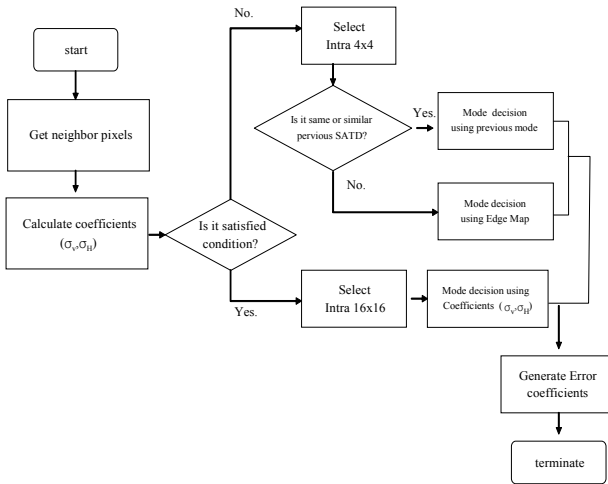 start
Get neighbor pixels
Calculate coefficients
(σv,σH)
Is it satisfied
condition?
No.
Select
Intra 4x4
Is it same or similar
pervious SATD?
Yes.
Mode decision
using previous mode
No.
Mode decision
using Edge Map
Yes.
Select
Intra 16x16
Mode decision using
Coefficients (σv,σH)
Generate Error
coefficients
terminate